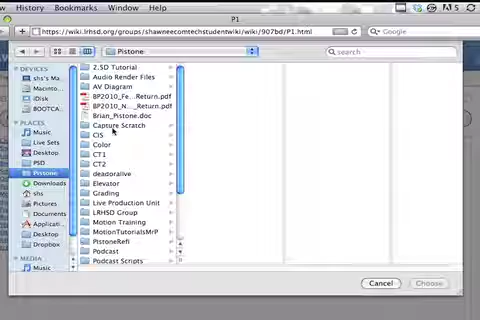 View History Bookmarks Window Help
P1
https://wiki.lrhsd.org/groups/shawneecomtechstudentwiki/wiki/907bd/P1.html
Google
Pistone
search
DEVICES
shs's Ma...
Macinto...
iDisk
BOOTCA...
PLACES
Music
Live Sets
Desktop
PSD
Pistone
Downloads
shs
Pictures
Documents
Applicati...
Desktop
Dropbox
MEDIA
Music
2.5D Tutorial
Audio Render Files
AV Diagram
BP2010_Fe...Return.pdf
BP2010_N..._Return.pdf
Brian_Pistone.doc
Capture Scratch
CIS
Color
CT1
CT2
deadoralive
Elevator
Grading
Live Production Unit
LRHSD Group
Motion Training
MotionTutorialsMrP
PistoneRefi
Podcast
Podcast Scripts
Cancel
Choose